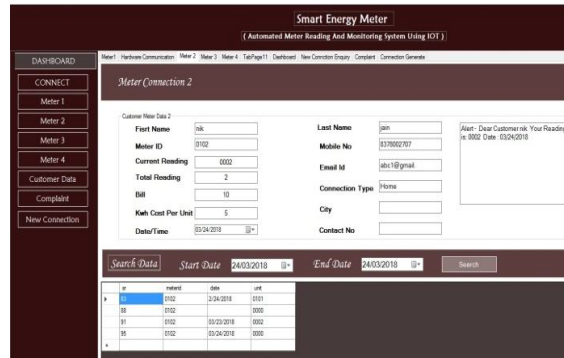 Smart Energy Meter
( Automated Meter Reading And Monitoring System Using IOT )
DASHBOARD
CONNECT
Meter 1
Meter 2
Meter 3
Meter 4
Customer Data
Complaint
New Connection
Meter1 Hardware Communication Meter 2 Meter 3 Meter 4 TabPage11 Dashboard New Connction Enquiry Complaint Connection Generate
Meter Connection 2
Customer Meter Data 2
Fisrt Name nik Last Name jain
Meter ID 0102 Mobile No 8378002707
Current Reading 0002 Email Id abc1@gmail
Total Reading 2 Connection Type Home
Bill 10 City
Kwh Cost Per Unit 5 Contact No
Date/Time 03/24/2018
Alert - Dear Customer nik Your Reading
is: 0002 Date :03/24/2018
Search Data Start Date 24/03/2018 End Date 24/03/2018 Search
sr meterid date unit
0102 2/24/2018 0101
88 0102 0000
91 0102 03/23/2018 0002
95 0102 03/24/2018 0000